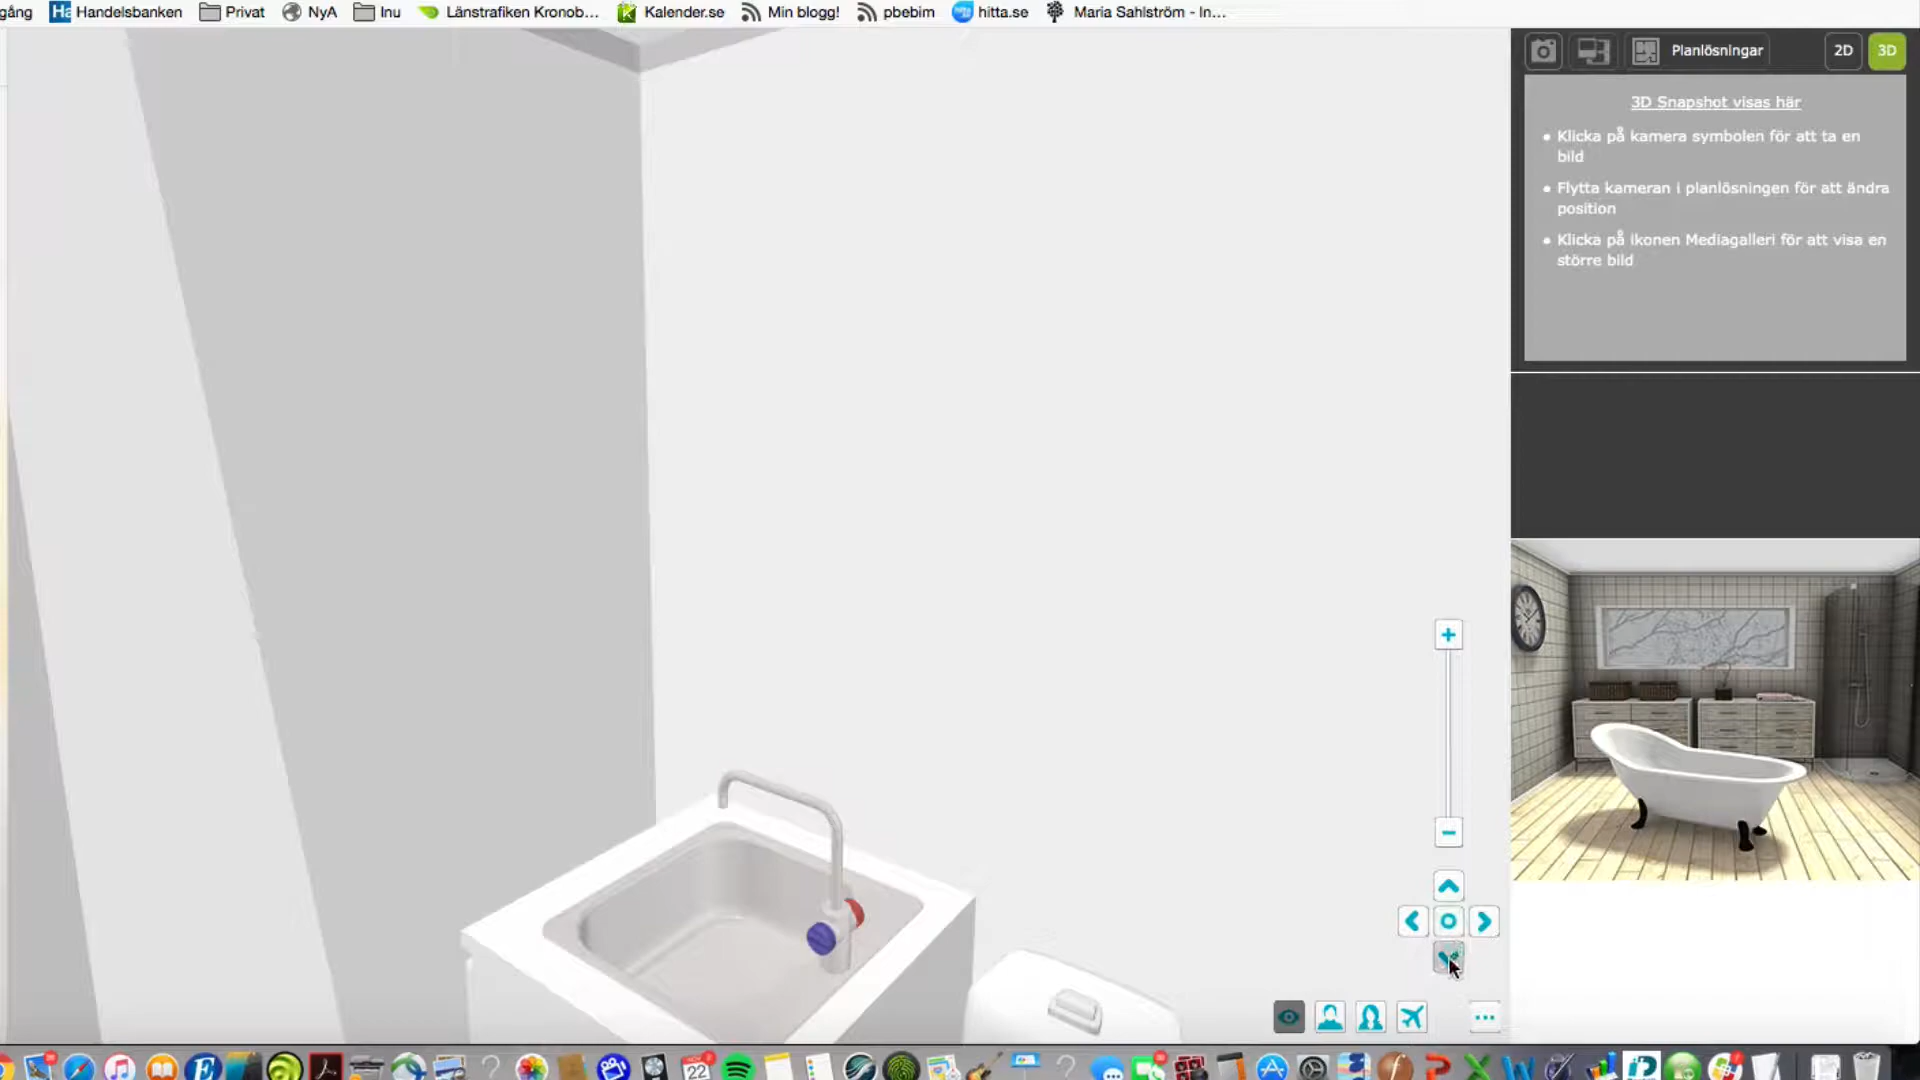 gång Handelsbanken Privat NyA Inu Länstrafiken Kronob... Kalender.se Min blogg! pbebim hitta.se Maria Sahlström - In...
Planlösningar 2D 3D
3D Snapshot visas här
• Klicka på kamera symbolen för att ta en
bild
• Flytta kameran i planlösningen för att ändra
position
• Klicka på ikonen Mediagalleri för att visa en
större bild
22